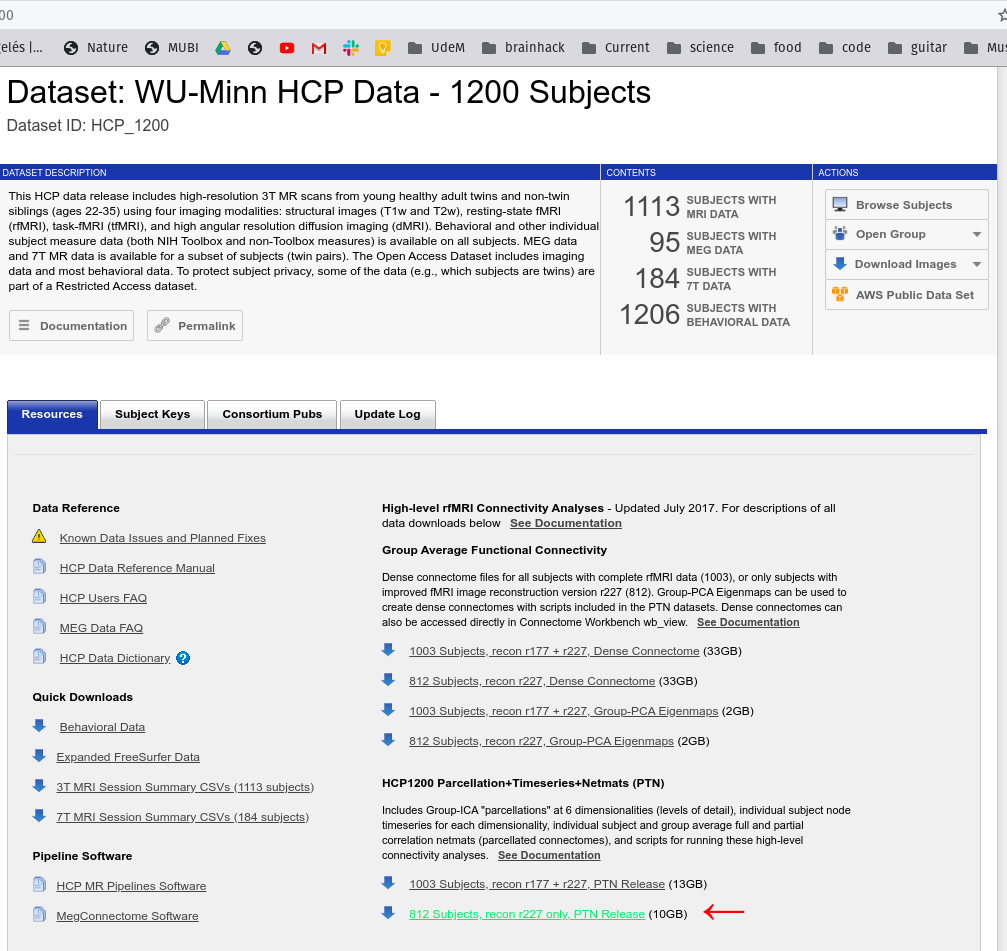 00
elés |...
Nature
MUBI
UdeM
brainhack
Current
science
food
code
guitar
Mus
Dataset: WU-Minn HCP Data - 1200 Subjects
Dataset ID: HCP_1200
DATASET DESCRIPTION
This HCP data release includes high-resolution 3T MR scans from young healthy adult twins and non-twin
siblings (ages 22-35) using four imaging modalities: structural images (T1w and T2w), resting-state fMRI
(rfMRI), task-fMRI (tfMRI), and high angular resolution diffusion imaging (dMRI). Behavioral and other individual
subject measure data (both NIH Toolbox and non-Toolbox measures) is available on all subjects. MEG data
and 7T MR data is available for a subset of subjects (twin pairs). The Open Access Dataset includes imaging
data and most behavioral data. To protect subject privacy, some of the data (e.g., which subjects are twins) are
part of a Restricted Access dataset.
Documentation
Permalink
CONTENTS
1113 SUBJECTS WITH
MRI DATA
95 SUBJECTS WITH
MEG DATA
184 SUBJECTS WITH
7T DATA
1206 SUBJECTS WITH
BEHAVIORAL DATA
ACTIONS
Browse Subjects
Open Group
Download Images
AWS Public Data Set
Resources
Subject Keys
Consortium Pubs
Update Log
Data Reference
Known Data Issues and Planned Fixes
HCP Data Reference Manual
HCP Users FAQ
MEG Data FAQ
HCP Data Dictionary ?
Quick Downloads
Behavioral Data
Expanded FreeSurfer Data
3T MRI Session Summary CSVs (1113 subjects)
7T MRI Session Summary CSVs (184 subjects)
Pipeline Software
HCP MR Pipelines Software
MegConnectome Software
High-level rfMRI Connectivity Analyses - Updated July 2017. For descriptions of all
data downloads below See Documentation
Group Average Functional Connectivity
Dense connectome files for all subjects with complete rfMRI data (1003), or only subjects with
improved fMRI image reconstruction version r227 (812). Group-PCA Eigenmaps can be used to
create dense connectomes with scripts included in the PTN datasets. Dense connectomes can
also be accessed directly in Connectome Workbench wb_view. See Documentation
1003 Subjects, recon r177 + r227, Dense Connectome (33GB)
812 Subjects, recon r227, Dense Connectome (33GB)
1003 Subjects, recon r177 + r227, Group-PCA Eigenmaps (2GB)
812 Subjects, recon r227, Group-PCA Eigenmaps (2GB)
HCP1200 Parcellation+Timeseries+Netmats (PTN)
Includes Group-ICA "parcellations" at 6 dimensionalities (levels of detail), individual subject node
timeseries for each dimensionality, individual subject and group average full and partial
correlation netmats (parcellated connectomes), and scripts for running these high-level
connectivity analyses. See Documentation
1003 Subjects, recon r177 + r227, PTN Release (13GB)
812 Subjects, recon r227 only, PTN Release (10GB)